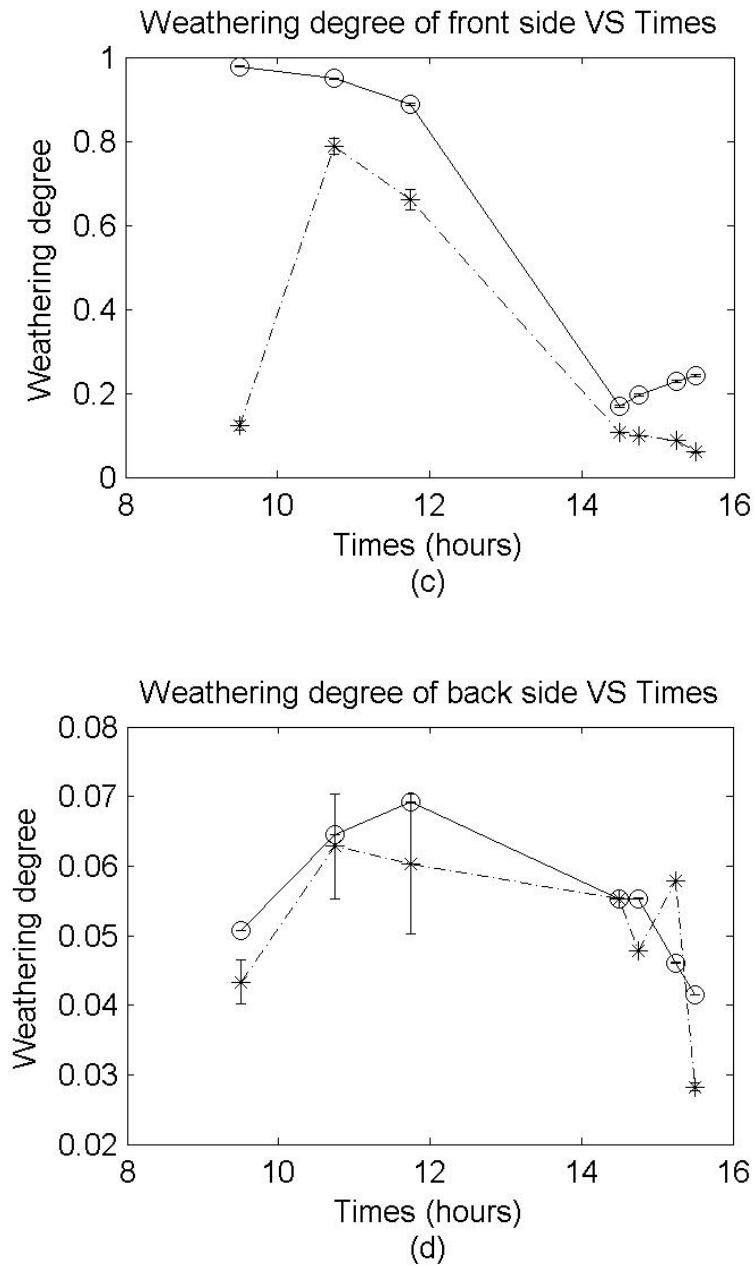 Weathering degree of front side VS Times
1
0.8
0.6
0.4
0.2
0
Weathering degree
8 10 12 14 16
Times (hours)
(c)
Weathering degree of back side VS Times
0.08
0.07
0.06
0.05
0.04
0.03
0.02
Weathering degree
8 10 12 14 16
Times (hours)
(d)